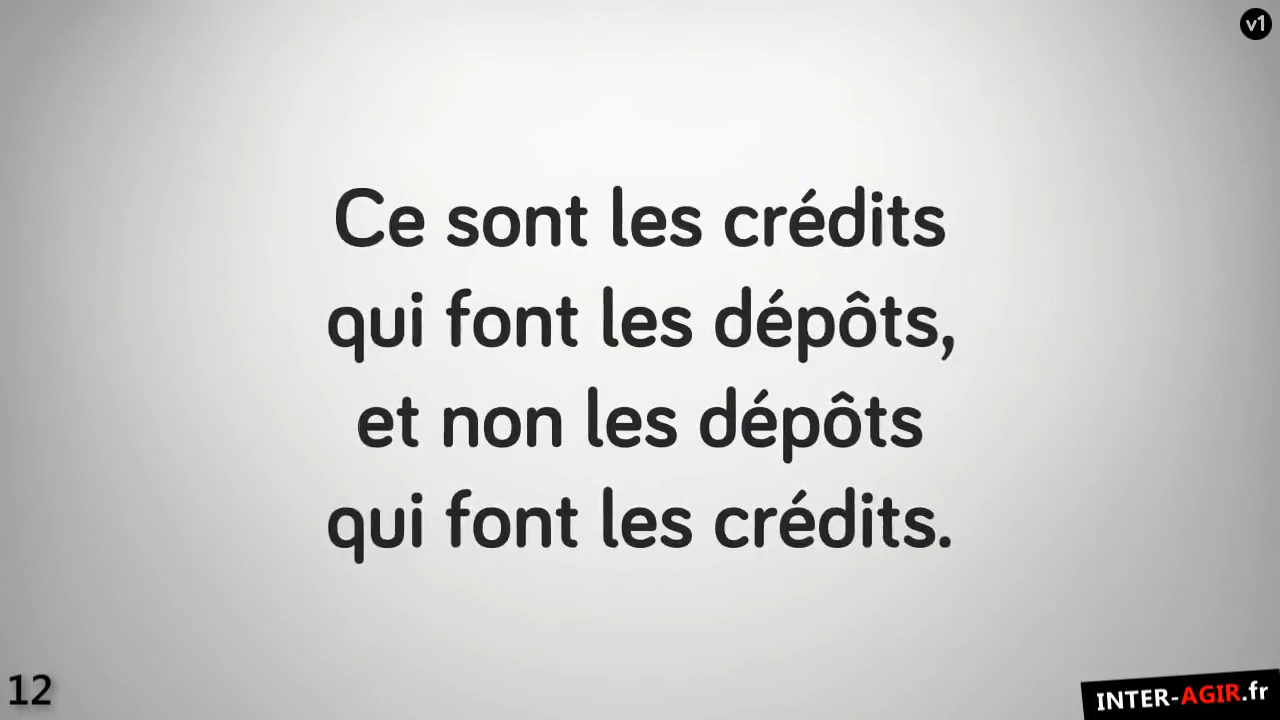 v1
Ce sont les crédits
qui font les dépôts,
et non les dépôts
qui font les crédits.
12
INTER-AGIR.fr